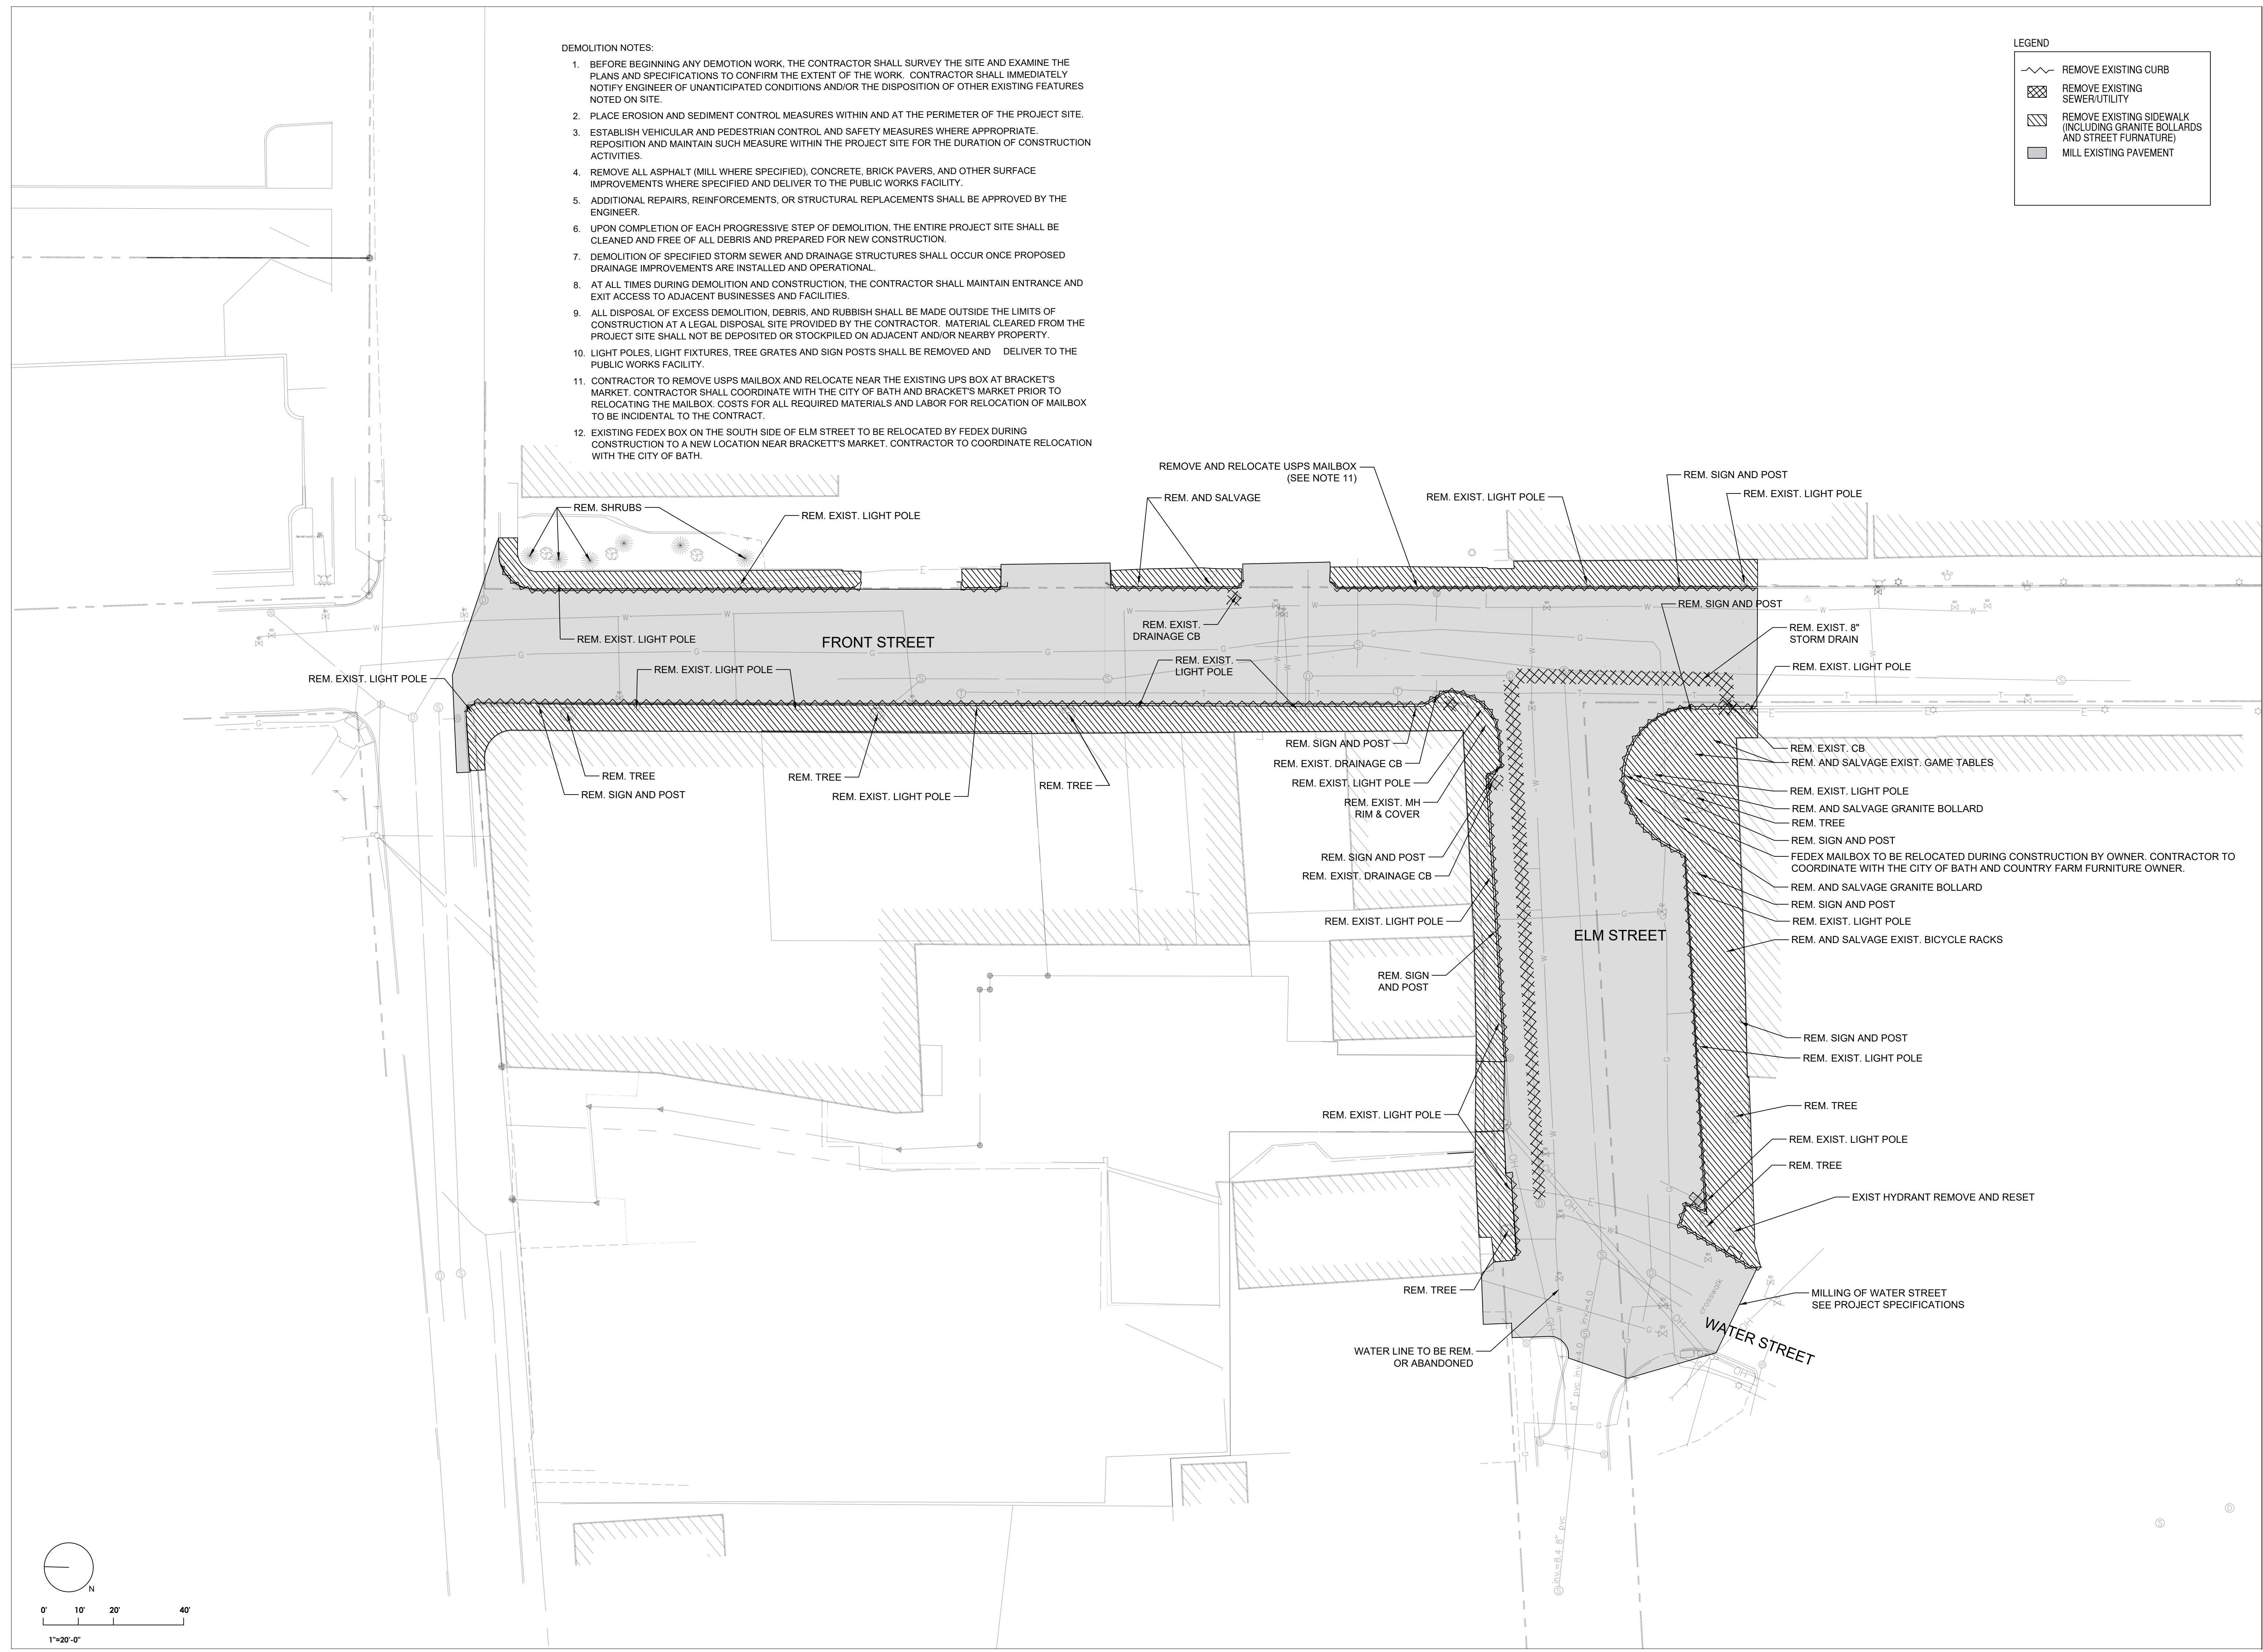 DEMOLITION NOTES:
1. BEFORE BEGINNING ANY DEMOTION WORK, THE CONTRACTOR SHALL SURVEY THE SITE AND EXAMINE THE
PLANS AND SPECIFICATIONS TO CONFIRM THE EXTENT OF THE WORK. CONTRACTOR SHALL IMMEDIATELY
NOTIFY ENGINEER OF UNANTICIPATED CONDITIONS AND/OR THE DISPOSITION OF OTHER EXISTING FEATURES
NOTED ON SITE.
2. PLACE EROSION AND SEDIMENT CONTROL MEASURES WITHIN AND AT THE PERIMETER OF THE PROJECT SITE.
3. ESTABLISH VEHICULAR AND PEDESTRIAN CONTROL AND SAFETY MEASURES WHERE APPROPRIATE.
REPOSITION AND MAINTAIN SUCH MEASURE WITHIN THE PROJECT SITE FOR THE DURATION OF CONSTRUCTION
ACTIVITIES.
4. REMOVE ALL ASPHALT (MILL WHERE SPECIFIED), CONCRETE, BRICK PAVERS, AND OTHER SURFACE
IMPROVEMENTS WHERE SPECIFIED AND DELIVER TO THE PUBLIC WORKS FACILITY.
5. ADDITIONAL REPAIRS, REINFORCEMENTS, OR STRUCTURAL REPLACEMENTS SHALL BE APPROVED BY THE
ENGINEER.
6. UPON COMPLETION OF EACH PROGRESSIVE STEP OF DEMOLITION, THE ENTIRE PROJECT SITE SHALL BE
CLEANED AND FREE OF ALL DEBRIS AND PREPARED FOR NEW CONSTRUCTION.
7. DEMOLITION OF SPECIFIED STORM SEWER AND DRAINAGE STRUCTURES SHALL OCCUR ONCE PROPOSED
DRAINAGE IMPROVEMENTS ARE INSTALLED AND OPERATIONAL.
8. AT ALL TIMES DURING DEMOLITION AND CONSTRUCTION, THE CONTRACTOR SHALL MAINTAIN ENTRANCE AND
EXIT ACCESS TO ADJACENT BUSINESSES AND FACILITIES.
9. ALL DISPOSAL OF EXCESS DEMOLITION, DEBRIS, AND RUBBISH SHALL BE MADE OUTSIDE THE LIMITS OF
CONSTRUCTION AT A LEGAL DISPOSAL SITE PROVIDED BY THE CONTRACTOR. MATERIAL CLEARED FROM THE
PROJECT SITE SHALL NOT BE DEPOSITED OR STOCKPILED ON ADJACENT AND/OR NEARBY PROPERTY.
10. LIGHT POLES, LIGHT FIXTURES, TREE GRATES AND SIGN POSTS SHALL BE REMOVED AND DELIVER TO THE
PUBLIC WORKS FACILITY.
11. CONTRACTOR TO REMOVE USPS MAILBOX AND RELOCATE NEAR THE EXISTING UPS BOX AT BRACKET'S
MARKET. CONTRACTOR SHALL COORDINATE WITH THE CITY OF BATH AND BRACKET'S MARKET PRIOR TO
RELOCATING THE MAILBOX. COSTS FOR ALL REQUIRED MATERIALS AND LABOR FOR RELOCATION OF MAILBOX
TO BE INCIDENTAL TO THE CONTRACT.
12. EXISTING FEDEX BOX ON THE SOUTH SIDE OF ELM STREET TO BE RELOCATED BY FEDEX DURING
CONSTRUCTION TO A NEW LOCATION NEAR BRACKETT'S MARKET. CONTRACTOR TO COORDINATE RELOCATION
WITH THE CITY OF BATH.
LEGEND
REMOVE EXISTING CURB
REMOVE EXISTING
SEWER/UTILITY
REMOVE EXISTING SIDEWALK
(INCLUDING GRANITE BOLLARDS
AND STREET FURNATURE)
MILL EXISTING PAVEMENT
REMOVE AND RELOCATE USPS MAILBOX
(SEE NOTE 11)
REM. SIGN AND POST
REM. EXIST. LIGHT POLE
REM. EXIST. LIGHT POLE
REM. AND SALVAGE
REM. SHRUBS
REM. EXIST. LIGHT POLE
REM. SIGN AND POST
REM. EXIST.
DRAINAGE CB
REM. EXIST. 8"
STORM DRAIN
REM. EXIST. LIGHT POLE
FRONT STREET
REM. EXIST.
LIGHT POLE
REM. EXIST. LIGHT POLE
REM. EXIST. LIGHT POLE
REM. EXIST. LIGHT POLE
REM. SIGN AND POST
REM. EXIST. DRAINAGE CB
REM. EXIST. LIGHT POLE
REM. EXIST. MH
RIM & COVER
REM. TREE
REM. SIGN AND POST
REM. TREE
REM. EXIST. LIGHT POLE
REM. TREE
REM. EXIST. CB
REM. AND SALVAGE EXIST. GAME TABLES
REM. EXIST. LIGHT POLE
REM. AND SALVAGE GRANITE BOLLARD
REM. TREE
REM. SIGN AND POST
FEDEX MAILBOX TO BE RELOCATED DURING CONSTRUCTION BY OWNER. CONTRACTOR TO
COORDINATE WITH THE CITY OF BATH AND COUNTRY FARM FURNITURE OWNER.
REM. AND SALVAGE GRANITE BOLLARD
REM. SIGN AND POST
REM. EXIST. LIGHT POLE
REM. AND SALVAGE EXIST. BICYCLE RACKS
REM. SIGN AND POST
REM. EXIST. DRAINAGE CB
REM. EXIST. LIGHT POLE
ELM STREET
REM. SIGN
AND POST
REM. SIGN AND POST
REM. EXIST. LIGHT POLE
REM. EXIST. LIGHT POLE
REM. TREE
REM. EXIST. LIGHT POLE
REM. TREE
EXIST HYDRANT REMOVE AND RESET
REM. TREE
MILLING OF WATER STREET
SEE PROJECT SPECIFICATIONS
crosswalk
WATER STREET
WATER LINE TO BE REM.
OR ABANDONED
8" pvc inv.=4.0
inv.=4.0
inv.=8.4 8" pvc
N
0' 10' 20' 40'
1"=20'-0"